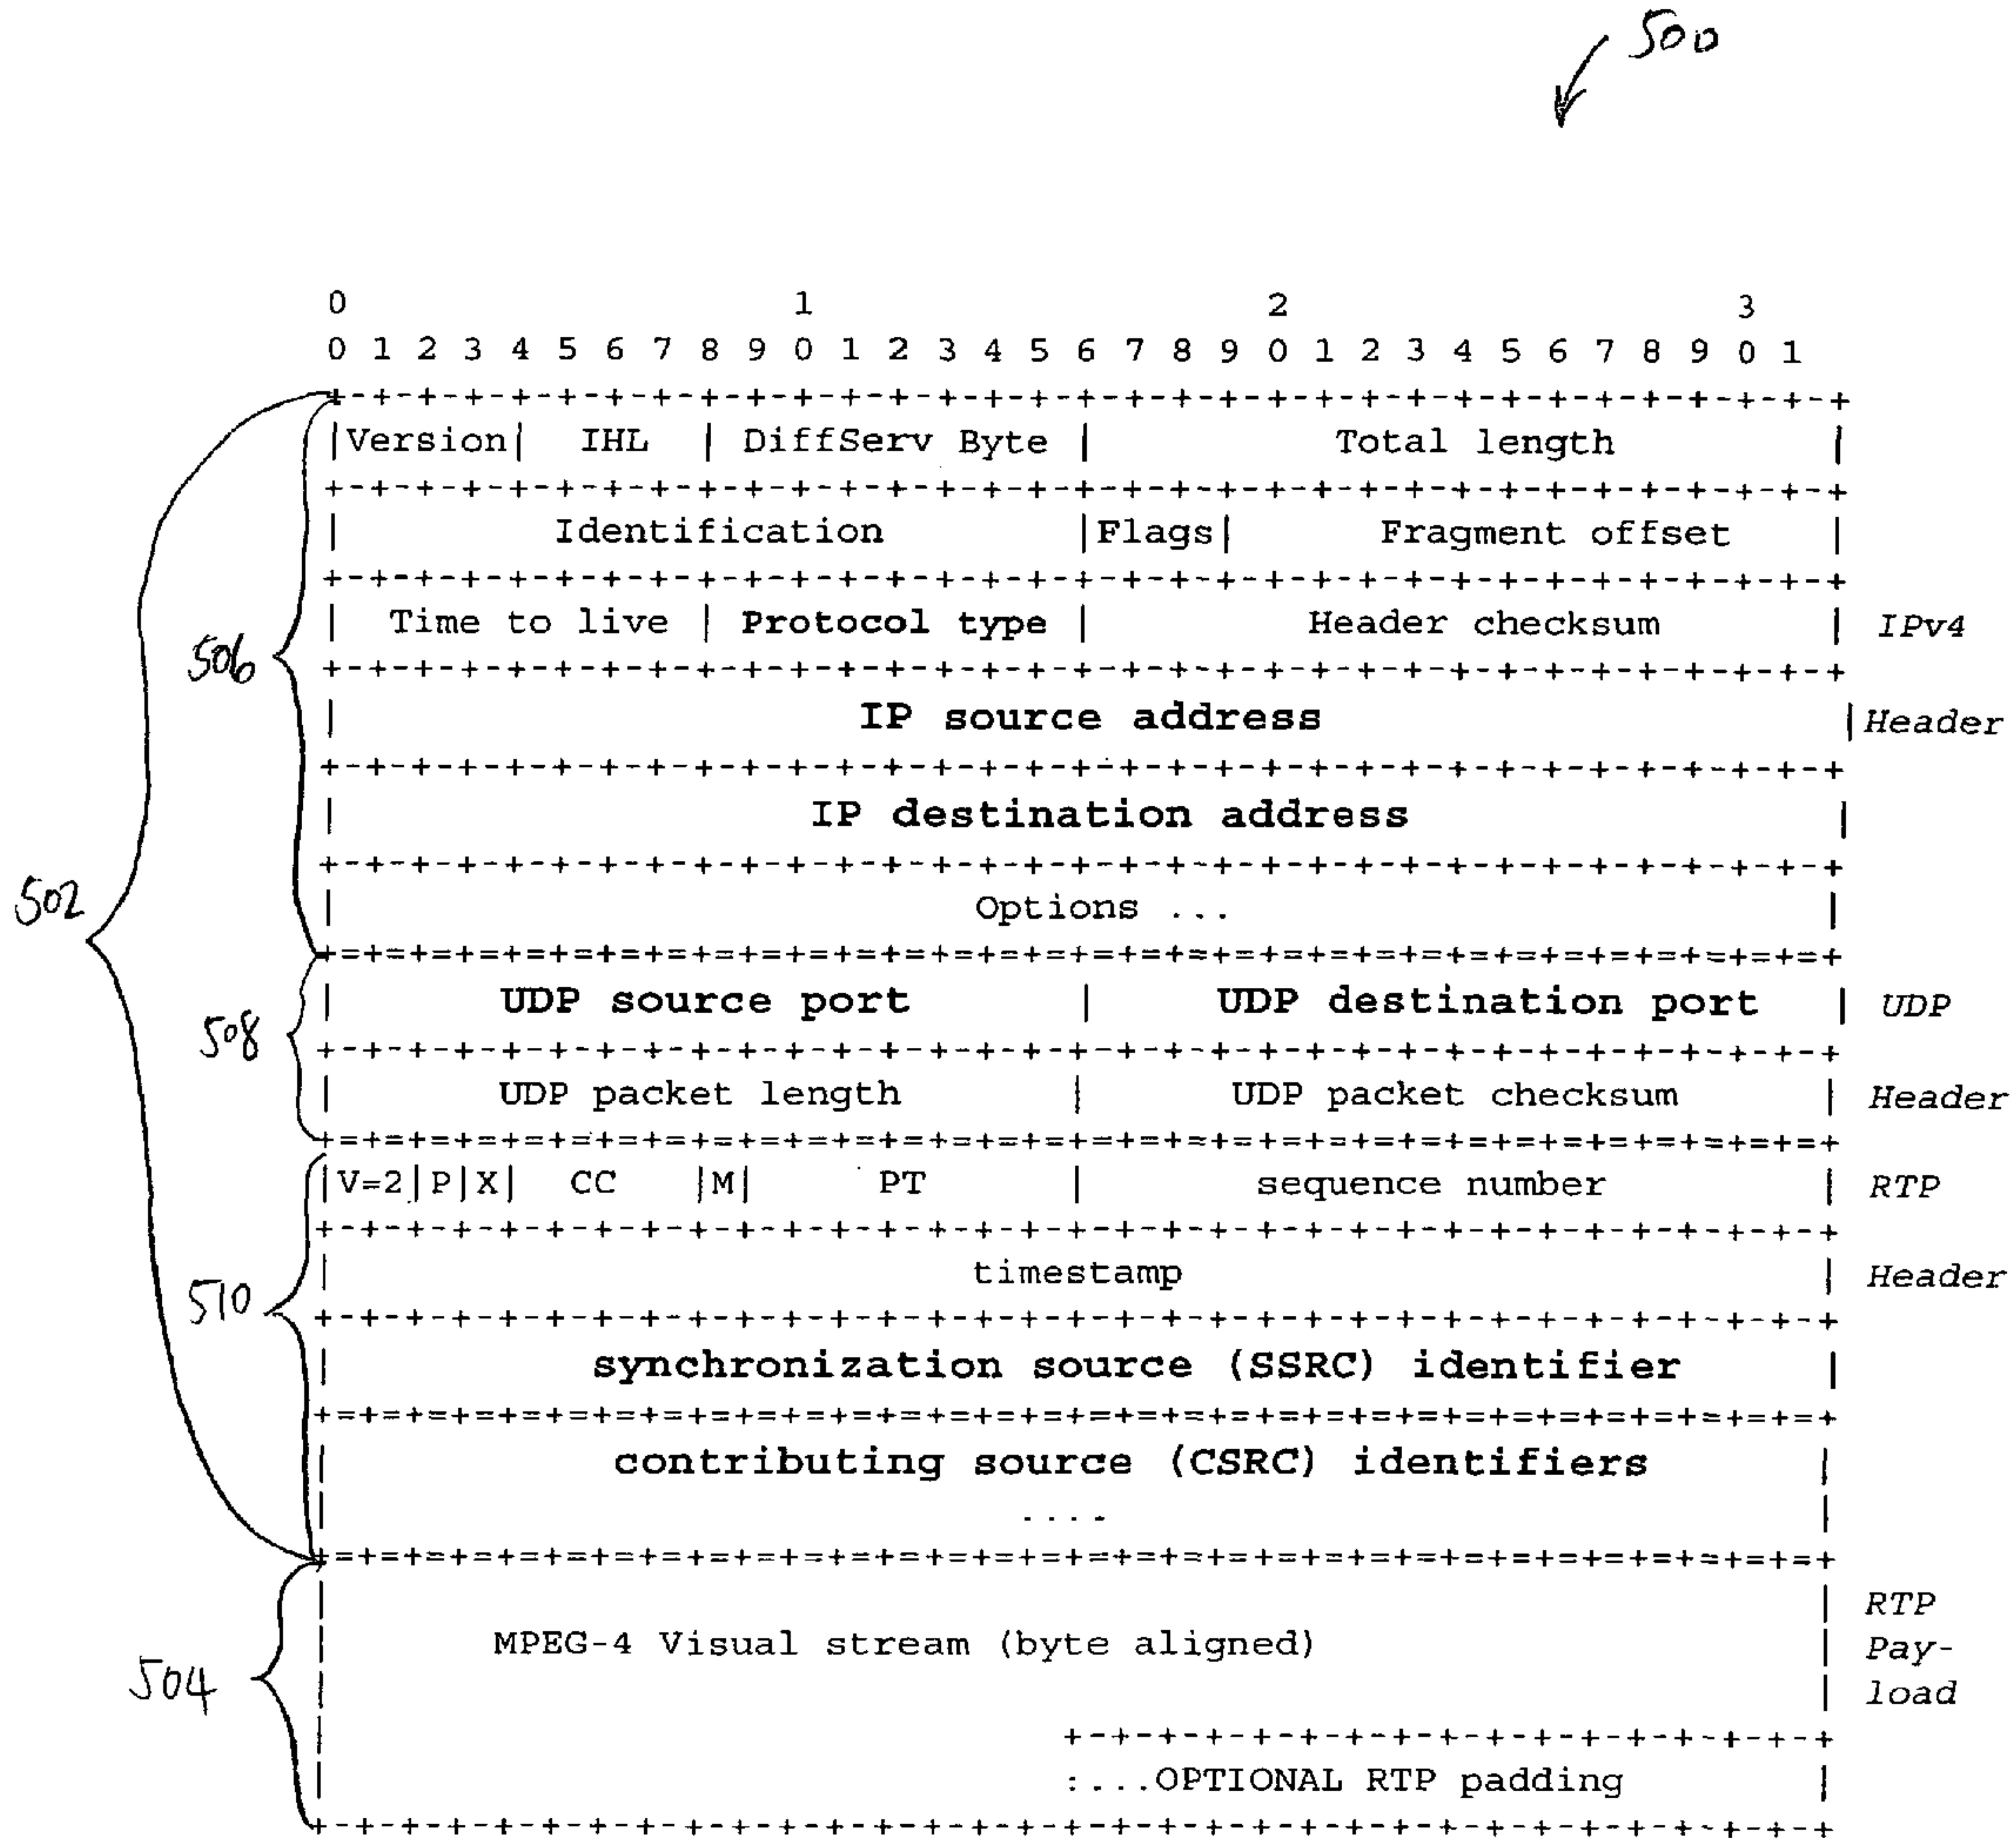 500
0 1 2 3
0 1 2 3 4 5 6 7 8 9 0 1 2 3 4 5 6 7 8 9 0 1 2 3 4 5 6 7 8 9 0 1
+-+-+-+-+-+-+-+-+-+-+-+-+-+-+-+-+-+-+-+-+-+-+-+-+-+-+-+-+-+-+-+-+
|Version| IHL | DiffServ Byte | Total length |
+-+-+-+-+-+-+-+-+-+-+-+-+-+-+-+-+-+-+-+-+-+-+-+-+-+-+-+-+-+-+-+-+
| Identification |Flags| Fragment offset |
+-+-+-+-+-+-+-+-+-+-+-+-+-+-+-+-+-+-+-+-+-+-+-+-+-+-+-+-+-+-+-+-+
506 | Time to live | Protocol type | Header checksum | IPv4
+-+-+-+-+-+-+-+-+-+-+-+-+-+-+-+-+-+-+-+-+-+-+-+-+-+-+-+-+-+-+-+-+
| IP source address | Header
+-+-+-+-+-+-+-+-+-+-+-+-+-+-+-+-+-+-+-+-+-+-+-+-+-+-+-+-+-+-+-+-+
| IP destination address |
+-+-+-+-+-+-+-+-+-+-+-+-+-+-+-+-+-+-+-+-+-+-+-+-+-+-+-+-+-+-+-+-+
502 | Options ... |
+=+=+=+=+=+=+=+=+=+=+=+=+=+=+=+=+=+=+=+=+=+=+=+=+=+=+=+=+=+=+=+=+
| UDP source port | UDP destination port | UDP
508
+-+-+-+-+-+-+-+-+-+-+-+-+-+-+-+-+-+-+-+-+-+-+-+-+-+-+-+-+-+-+-+-+
| UDP packet length | UDP packet checksum | Header
+=+=+=+=+=+=+=+=+=+=+=+=+=+=+=+=+=+=+=+=+=+=+=+=+=+=+=+=+=+=+=+=+
|V=2|P|X| CC |M| PT | sequence number | RTP
+-+-+-+-+-+-+-+-+-+-+-+-+-+-+-+-+-+-+-+-+-+-+-+-+-+-+-+-+-+-+-+-+
510 | timestamp | Header
+-+-+-+-+-+-+-+-+-+-+-+-+-+-+-+-+-+-+-+-+-+-+-+-+-+-+-+-+-+-+-+-+
| synchronization source (SSRC) identifier |
+=+=+=+=+=+=+=+=+=+=+=+=+=+=+=+=+=+=+=+=+=+=+=+=+=+=+=+=+=+=+=+=+
| contributing source (CSRC) identifiers |
| .... |
+=+=+=+=+=+=+=+=+=+=+=+=+=+=+=+=+=+=+=+=+=+=+=+=+=+=+=+=+=+=+=+=+
| | RTP
| MPEG-4 Visual stream (byte aligned) | Pay-
504 | | load
| +-+-+-+-+-+-+-+-+-+-+-+-+-+-+-+-+
| :...OPTIONAL RTP padding |
+-+-+-+-+-+-+-+-+-+-+-+-+-+-+-+-+-+-+-+-+-+-+-+-+-+-+-+-+-+-+-+-+